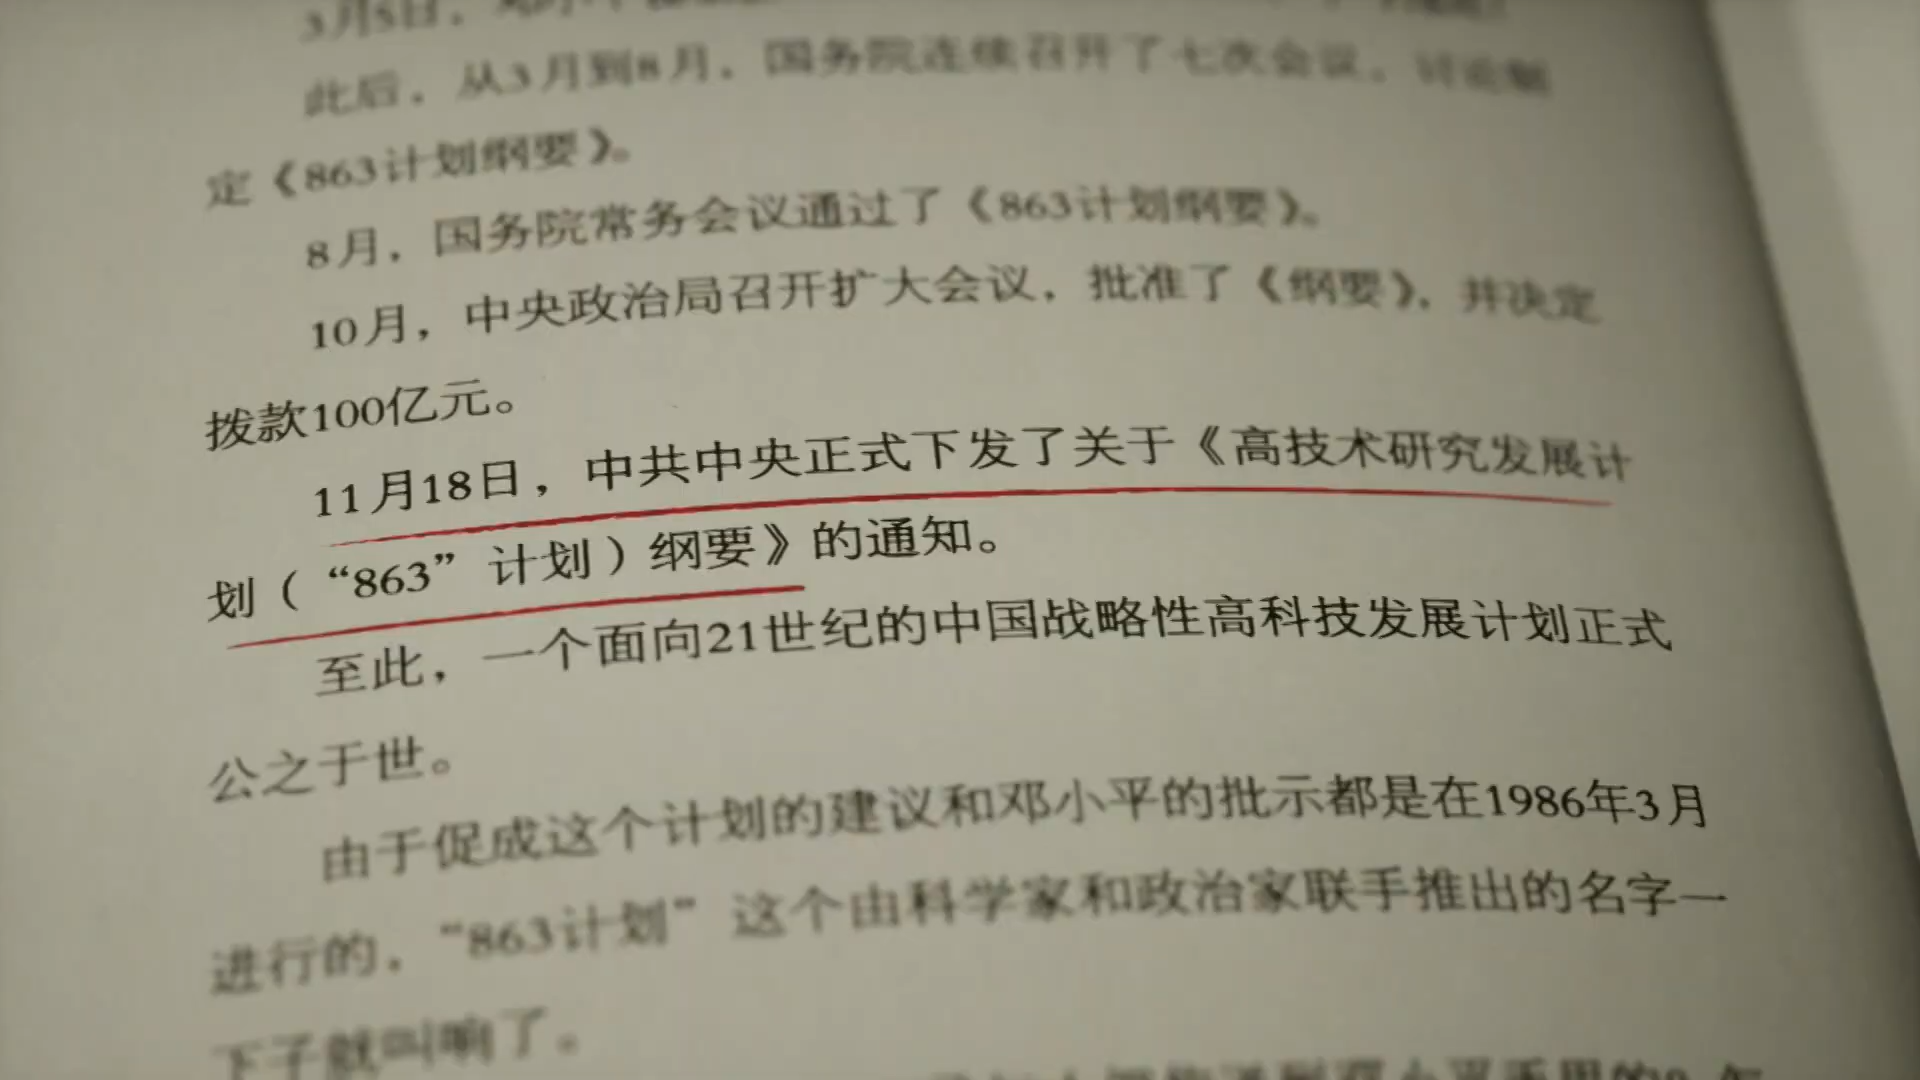 3月5日，
此后，从3月到8月，国务院连续召开了七次会议，讨论制
定《863计划纲要》。
8月，国务院常务会议通过了《863计划纲要》。
10月，中央政治局召开扩大会议，批准了《纲要》，并决定
拨款100亿元。
11月18日，中共中央正式下发了关于《高技术研究发展计
划（“863”计划）纲要》的通知。
至此，一个面向21世纪的中国战略性高科技发展计划正式
公之于世。
由于促成这个计划的建议和邓小平的批示都是在1986年3月
进行的，“863计划”这个由科学家和政治家联手推出的名字一
下子就叫响了。